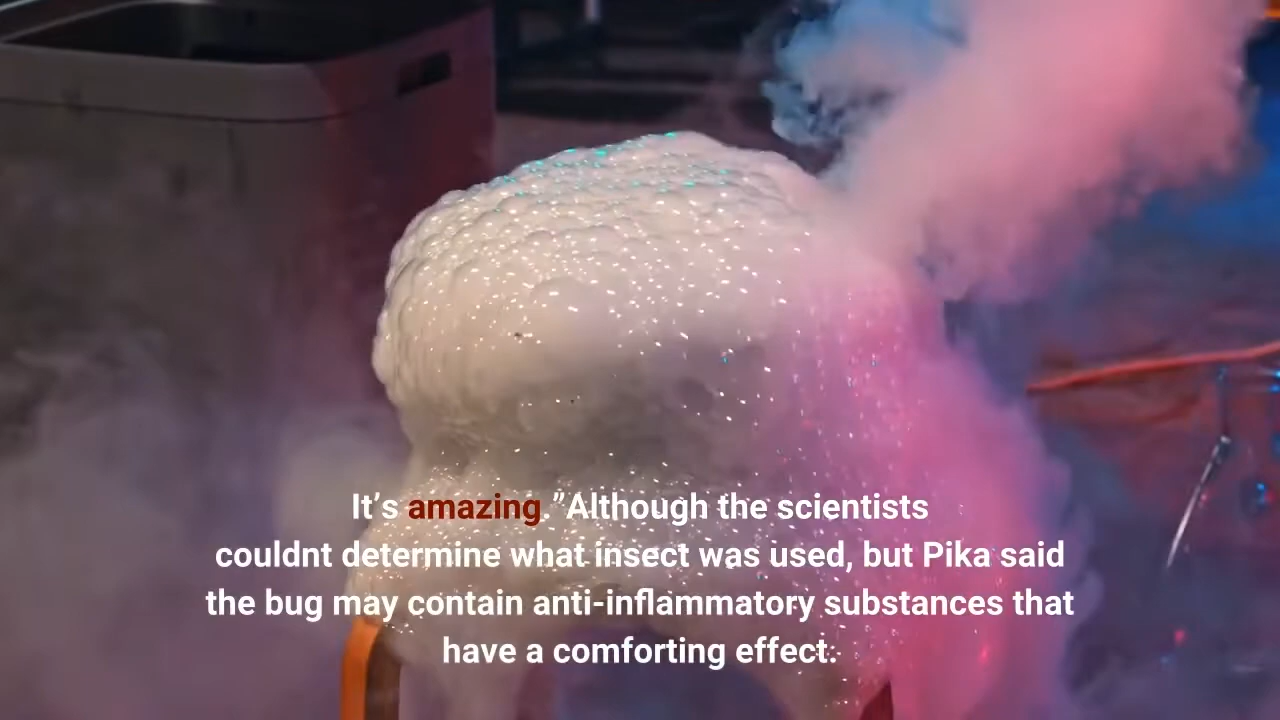 It’s amazing.”Although the scientists
couldnt determine what insect was used, but Pika said
the bug may contain anti-inflammatory substances that
have a comforting effect.